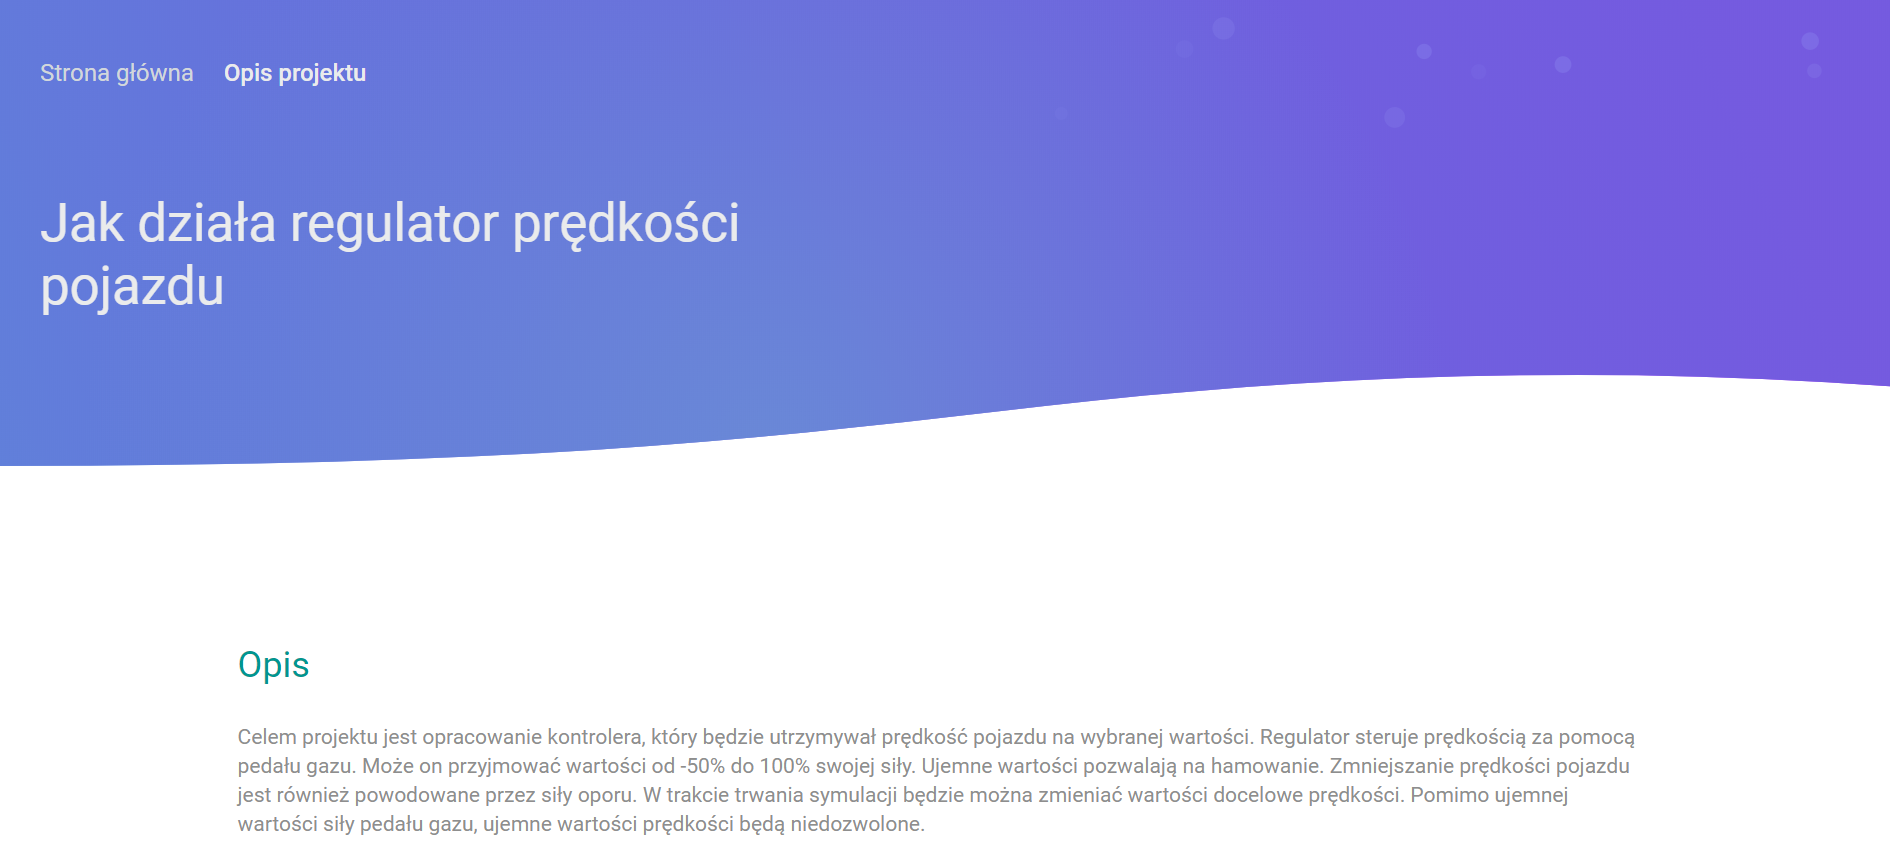 Strona główna Opis projektu
Jak działa regulator prędkości
pojazdu
Opis
Celem projektu jest opracowanie kontrolera, który będzie utrzymywał prędkość pojazdu na wybranej wartości. Regulator steruje prędkością za pomocą
pedału gazu. Może on przyjmować wartości od -50% do 100% swojej siły. Ujemne wartości pozwalają na hamowanie. Zmniejszanie prędkości pojazdu
jest również powodowane przez siły oporu. W trakcie trwania symulacji będzie można zmieniać wartości docelowe prędkości. Pomimo ujemnej
wartości siły pedału gazu, ujemne wartości prędkości będą niedozwolone.